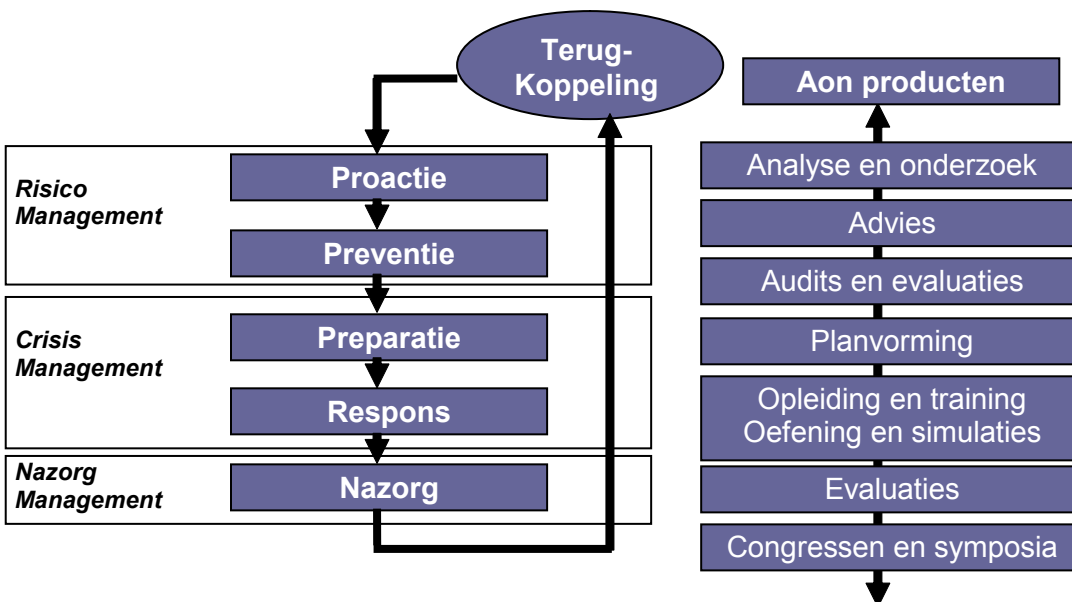 Terug-
Koppeling
Risico
Management
Proactie
Preventie
Crisis
Management
Preparatie
Respons
Nazorg
Management
Nazorg
Aon producten
Analyse en onderzoek
Advies
Audits en evaluaties
Planvorming
Opleiding en training
Oefening en simulaties
Evaluaties
Congressen en symposia